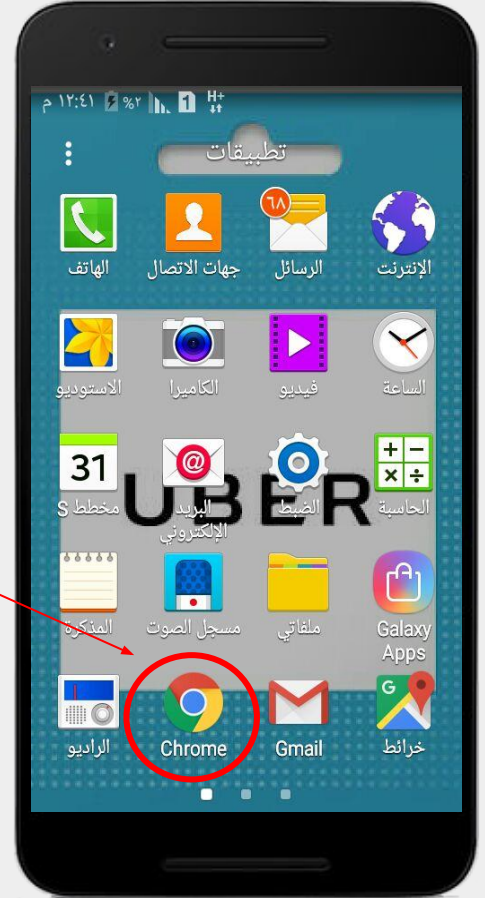 م ١٢:٤١ %٢ 1 H+
تطبيقات
٦٨
الهاتف
جهات الاتصال
الرسائل
الإنترنت
الاستوديو
الكاميرا
فيديو
الساعة
31
@
+ −
× ÷
UBER
مخطط S
البريد
الإلكتروني
الضبط
الحاسبة
المذكرة
مسجل الصوت
ملفاتي
Galaxy
Apps
G
الراديو
Chrome
Gmail
خرائط